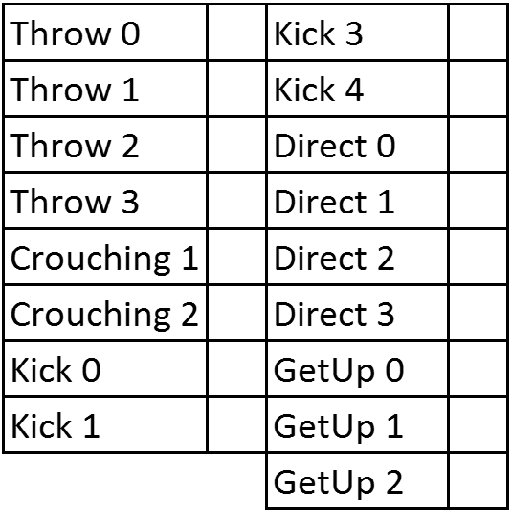 Throw 0
Throw 1
Throw 2
Throw 3
Crouching 1
Crouching 2
Kick 0
Kick 1
Kick 3
Kick 4
Direct 0
Direct 1
Direct 2
Direct 3
GetUp 0
GetUp 1
GetUp 2